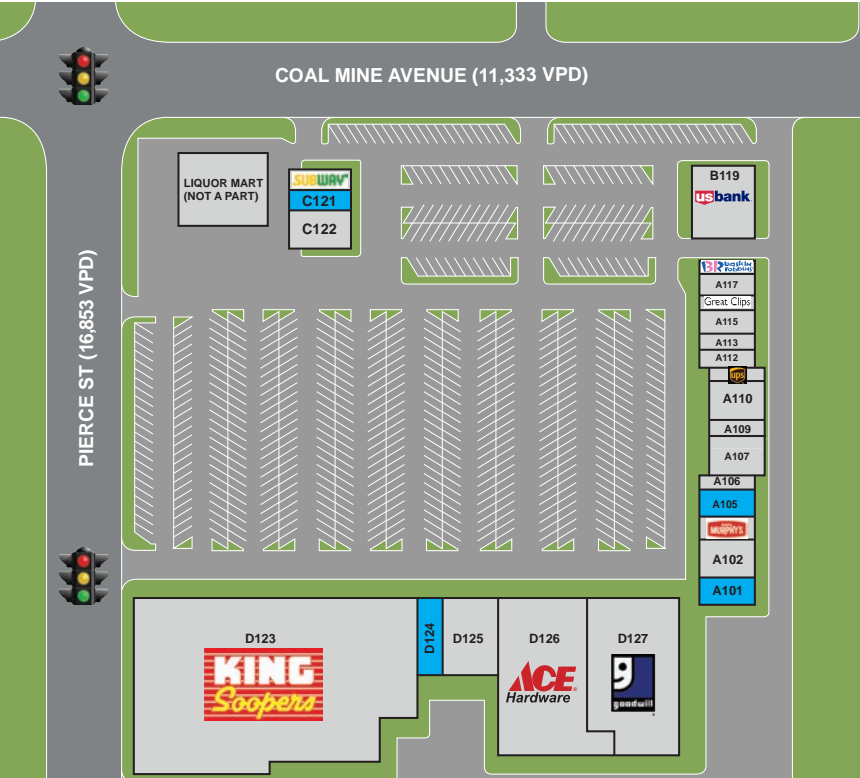 COAL MINE AVENUE (11,333 VPD)
PIERCE ST (16,853 VPD)
LIQUOR MART
(NOT A PART)
SUBWAY
C121
C122
B119
usbank
BR baskin
robbins
A117
Great Clips
A115
A113
A112
ups
A110
A109
A107
A106
A105
MURPHY'S
A102
A101
D123
KING
Soopers
D124
D125
D126
ACE
Hardware
D127
g
goodwill